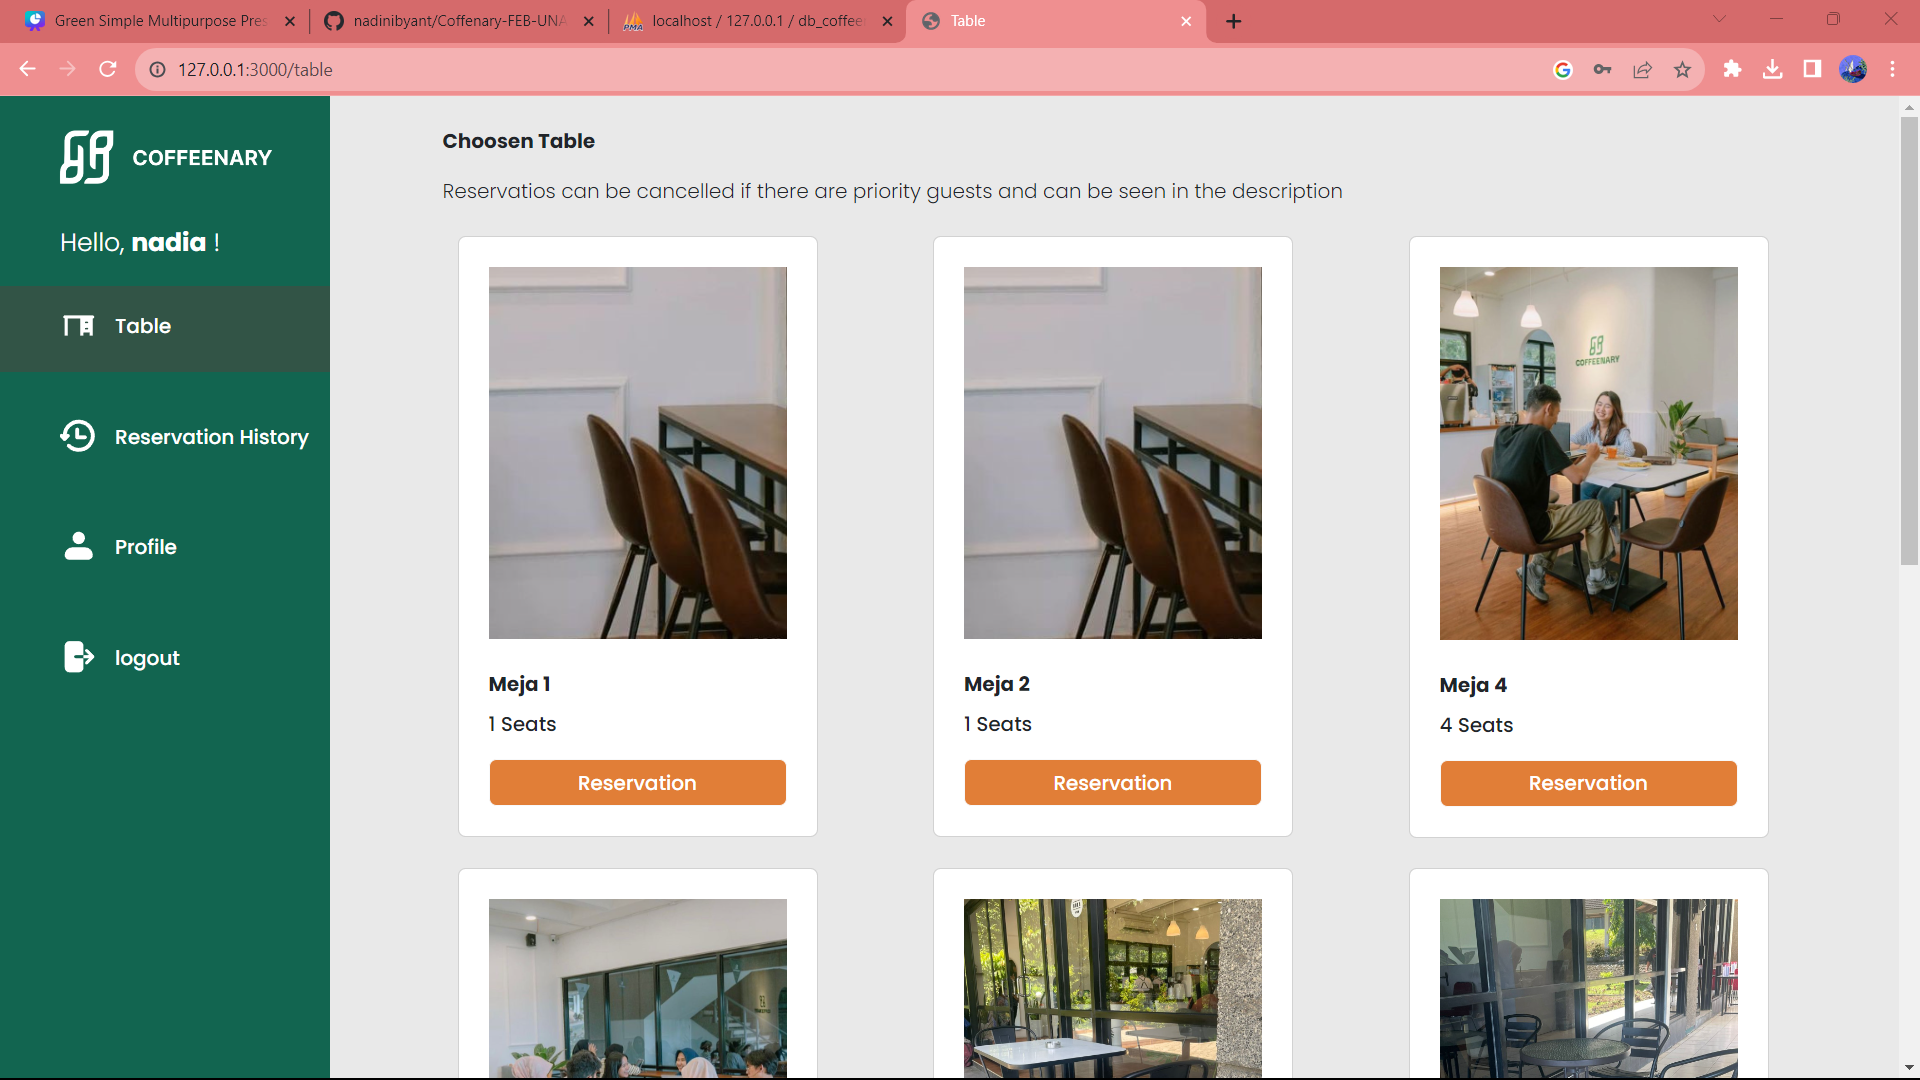 Green Simple Multipurpose Pres
nadinibyant/Coffenary-FEB-UNA
localhost / 127.0.0.1 / db_coffee
Table
127.0.0.1:3000/table
COFFEENARY
Hello, nadia !
Table
Reservation History
Profile
logout
Choosen Table
Reservatios can be cancelled if there are priority guests and can be seen in the description
COFFEENARY
Meja 1
1 Seats
Reservation
Meja 2
1 Seats
Reservation
Meja 4
4 Seats
Reservation